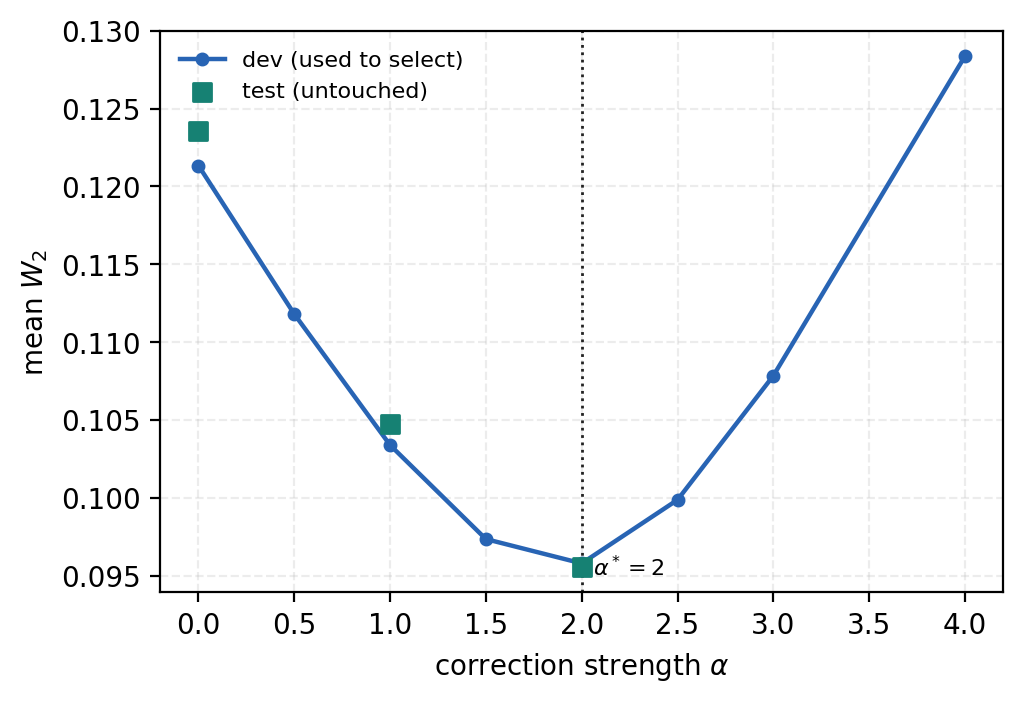 0.130
0.125
0.120
0.115
0.110
0.105
0.100
0.095
mean W₂
dev (used to select)
test (untouched)
α* = 2
0.0 0.5 1.0 1.5 2.0 2.5 3.0 3.5 4.0
correction strength α